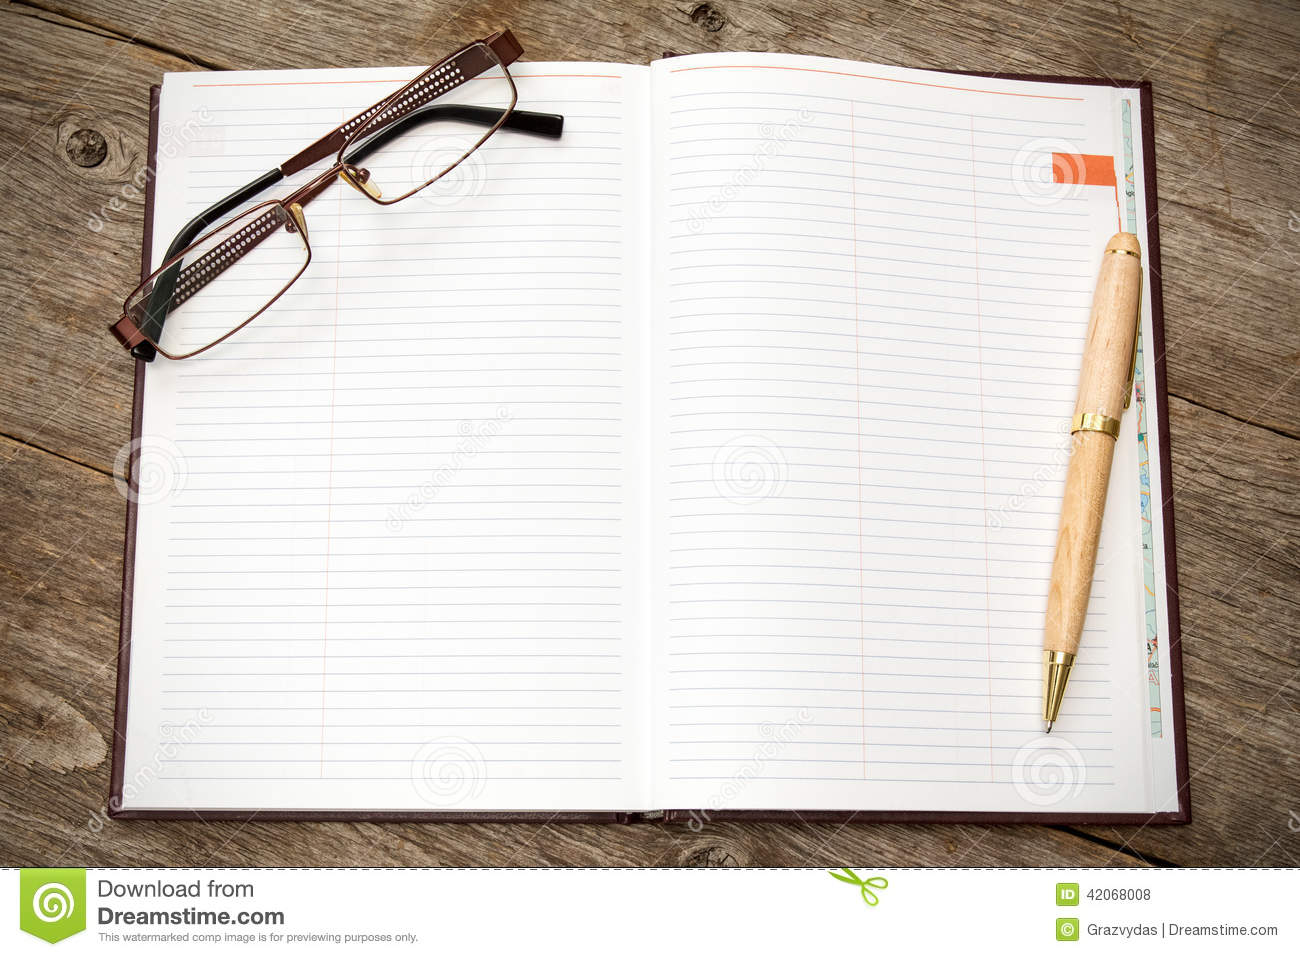 Download from
Dreamstime.com
This watermarked comp image is for previewing purposes only.
ID 42068008
© Grazvydas | Dreamstime.com